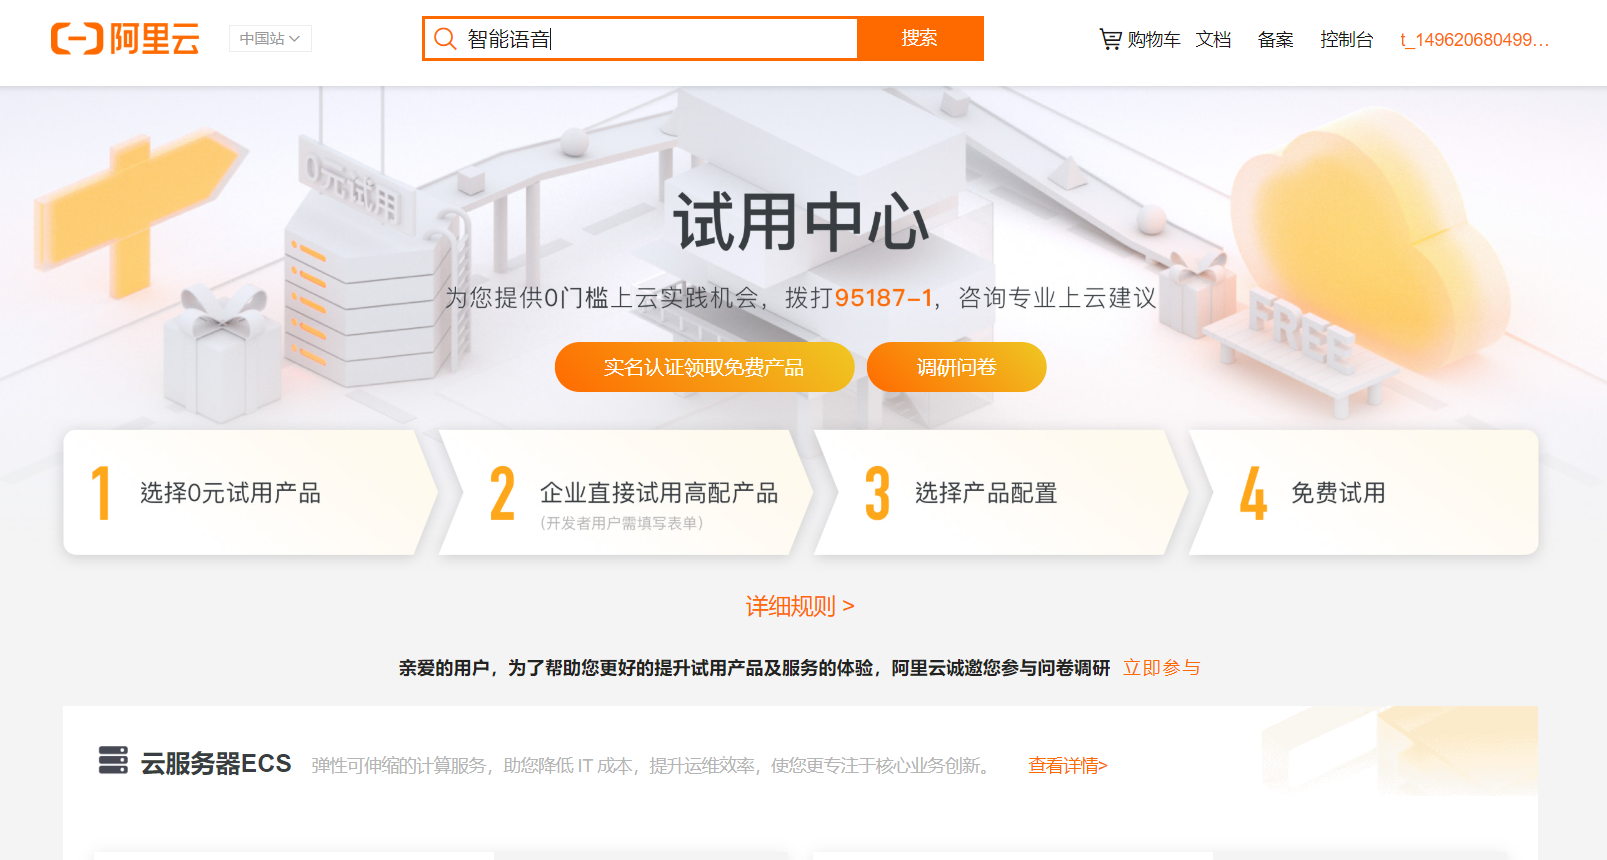 阿里云
中国站
智能语音
搜索
购物车
文档
备案
控制台
t_149620680499...
0元试用
试用中心
为您提供0门槛上云实践机会，拨打95187-1，咨询专业上云建议
FREE
实名认证领取免费产品
调研问卷
1 选择0元试用产品
2 企业直接试用高配产品
(开发者用户需填写表单)
3 选择产品配置
4 免费试用
详细规则 >
亲爱的用户，为了帮助您更好的提升试用产品及服务的体验，阿里云诚邀您参与问卷调研 立即参与
云服务器ECS 弹性可伸缩的计算服务，助您降低 IT 成本，提升运维效率，使您更专注于核心业务创新。 查看详情>